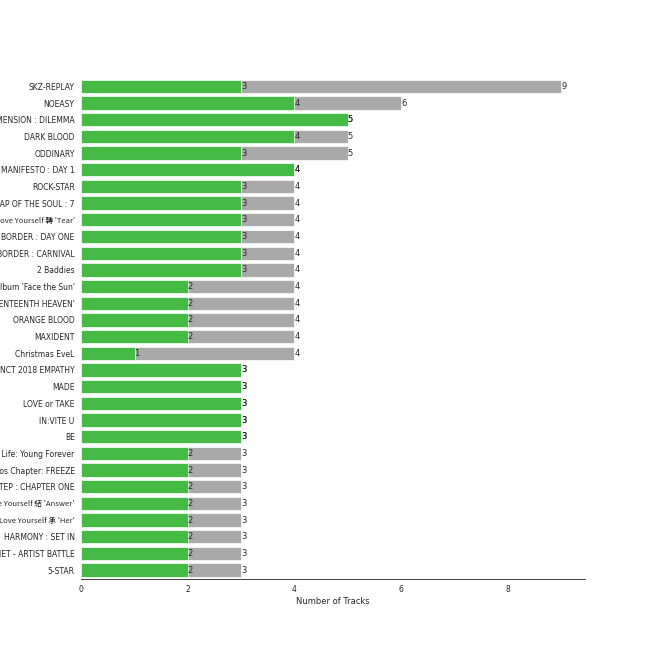 SKZ-REPLAY 3 9
NOEASY 4 6
MENSION : DILEMMA 5
DARK BLOOD 4 5
ODDINARY 3 5
MANIFESTO : DAY 1 4
ROCK-STAR 3 4
AP OF THE SOUL : 7 3 4
ove Yourself 轉 'Tear' 3 4
BORDER : DAY ONE 3 4
BORDER : CARNIVAL 3 4
2 Baddies 3 4
lbum 'Face the Sun' 2 4
ENTEENTH HEAVEN' 2 4
ORANGE BLOOD 2 4
MAXIDENT 2 4
Christmas EveL 1 4
NCT 2018 EMPATHY 3
MADE 3
LOVE or TAKE 3
IN:VITE U 3
BE 3
Life: Young Forever 2 3
os Chapter: FREEZE 2 3
TEP : CHAPTER ONE 2 3
e Yourself 结 'Answer' 2 3
Love Yourself 承 'Her' 2 3
HARMONY : SET IN 2 3
ET - ARTIST BATTLE 2 3
5-STAR 2 3
0 2 4 6 8
Number of Tracks